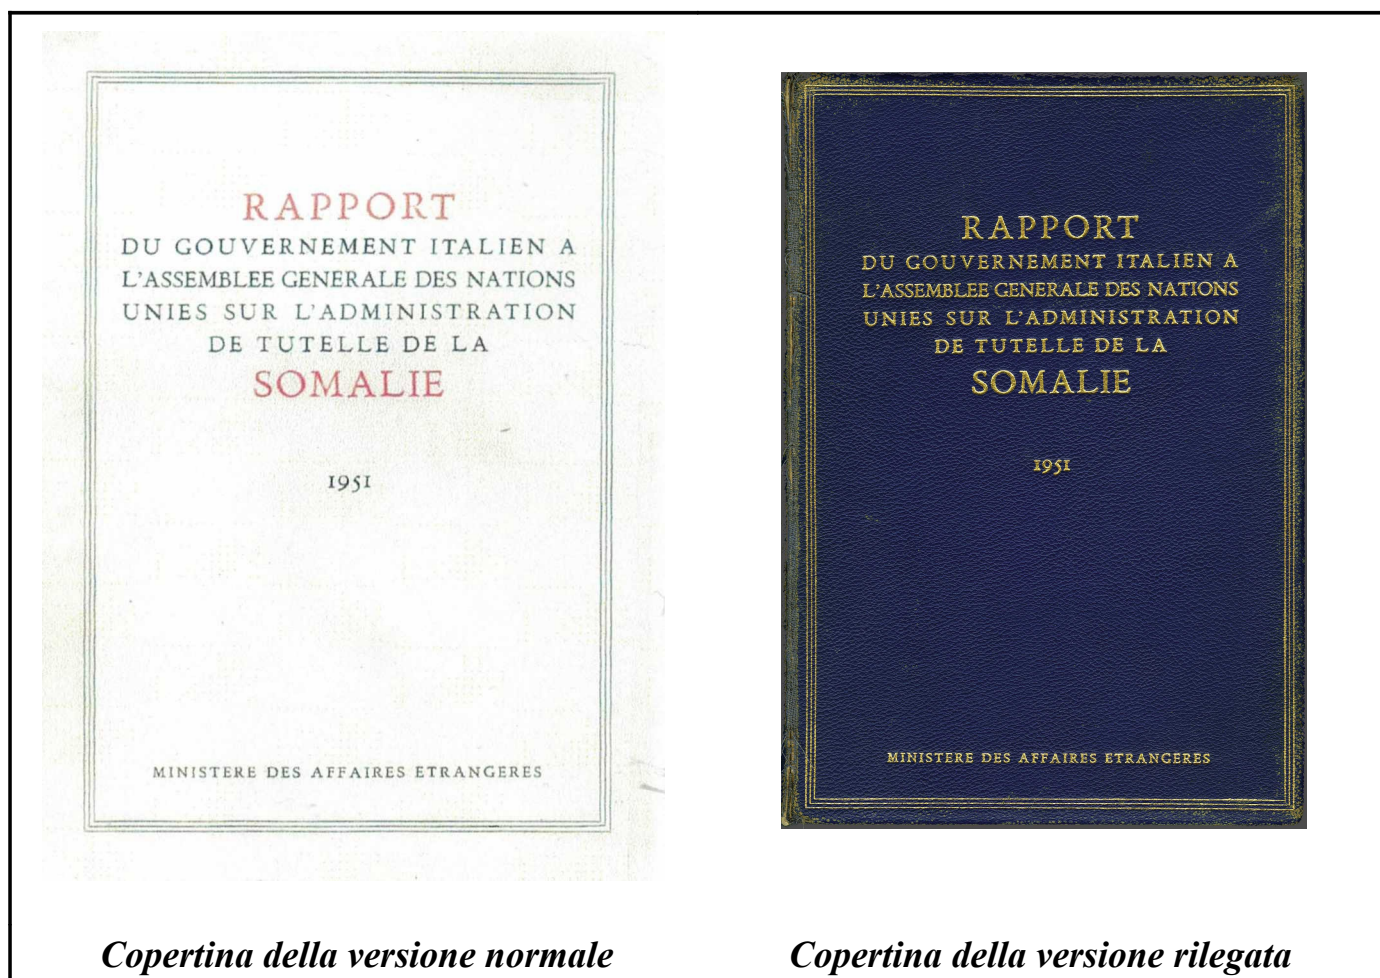 RAPPORT
DU GOUVERNEMENT ITALIEN A
L'ASSEMBLEE GENERALE DES NATIONS
UNIES SUR L'ADMINISTRATION
DE TUTELLE DE LA
SOMALIE
1951
MINISTERE DES AFFAIRES ETRANGERES
Copertina della versione normale
RAPPORT
DU GOUVERNEMENT ITALIEN A
L'ASSEMBLEE GENERALE DES NATIONS
UNIES SUR L'ADMINISTRATION
DE TUTELLE DE LA
SOMALIE
1951
MINISTERE DES AFFAIRES ETRANGERES
Copertina della versione rilegata